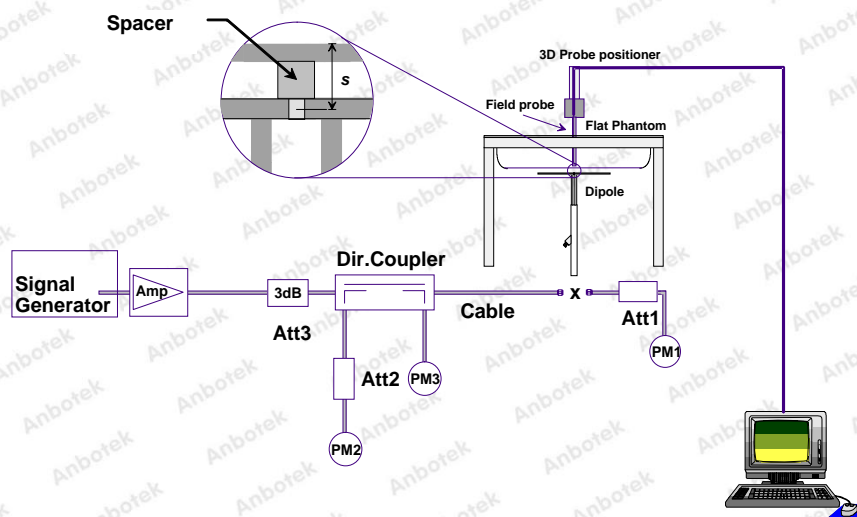 Spacer
s
3D Probe positioner
Field probe
Flat Phantom
Dipole
Signal
Generator
Amp
3dB
Att3
Dir.Coupler
Cable
x
Att1
PM1
Att2
PM3
PM2
Anbotek